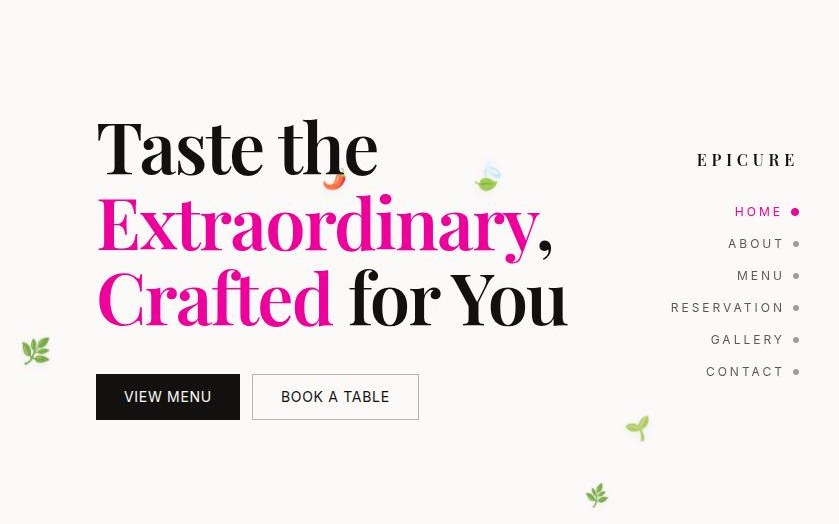 Taste the
Extraordinary,
Crafted for You
VIEW MENU
BOOK A TABLE
EPICURE
HOME
ABOUT
MENU
RESERVATION
GALLERY
CONTACT